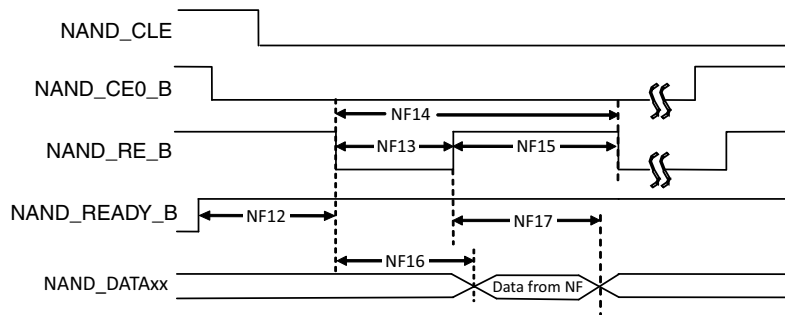 NAND_CLE
NAND_CE0_B
NF14
NAND_RE_B
NF13
NF15
NAND_READY_B
NF12
NF17
NF16
NAND_DATAxx
Data from NF